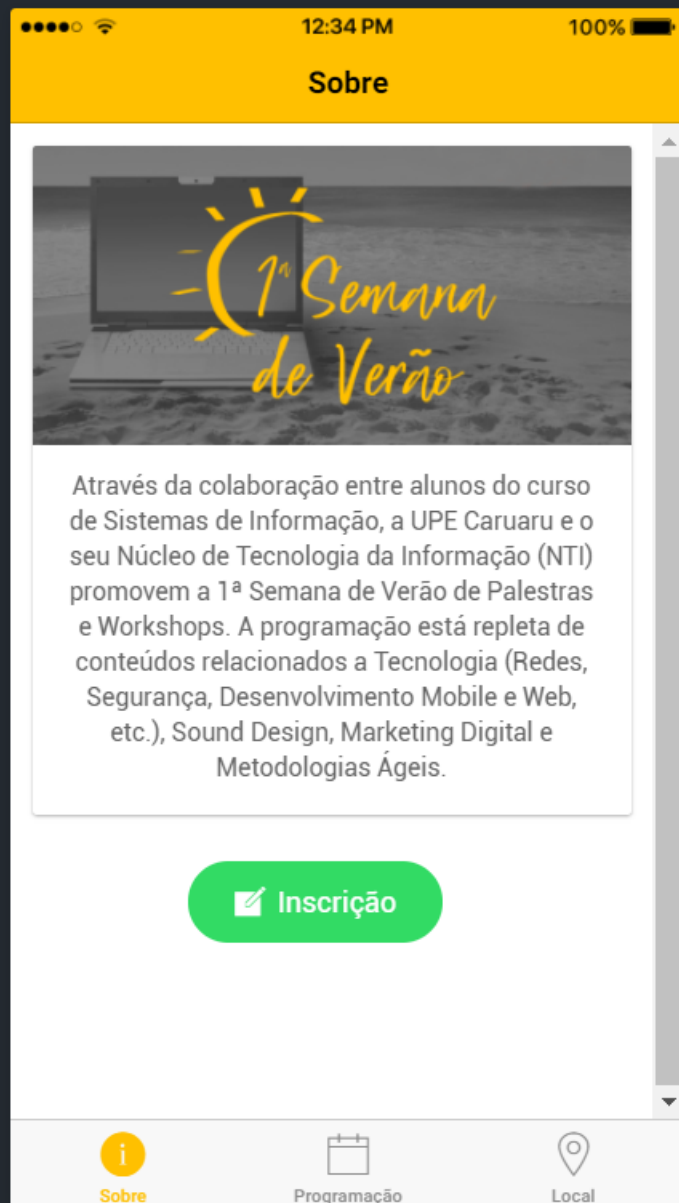 12:34 PM 100%
Sobre
1ª Semana
de Verão
Através da colaboração entre alunos do curso
de Sistemas de Informação, a UPE Caruaru e o
seu Núcleo de Tecnologia da Informação (NTI)
promovem a 1ª Semana de Verão de Palestras
e Workshops. A programação está repleta de
conteúdos relacionados a Tecnologia (Redes,
Segurança, Desenvolvimento Mobile e Web,
etc.), Sound Design, Marketing Digital e
Metodologias Ágeis.
Inscrição
Sobre Programação Local